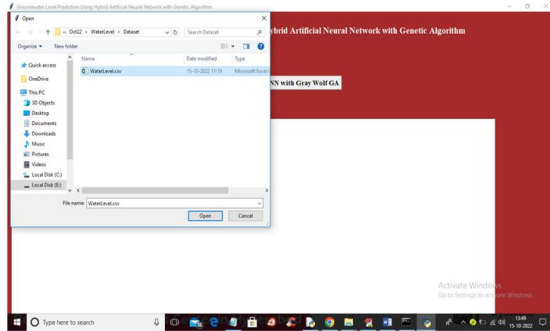 Groundwater Level Prediction Using Hybrid Artificial Neural Network with Genetic Algorithm
Open
« Oct22 › WaterLevel › Dataset
Search Dataset
Organize
New folder
Name
Date modified
Type
WaterLevel.csv
15-10-2022 11:19
Microsoft Excel
Quick access
OneDrive
This PC
3D Objects
Desktop
Documents
Downloads
Music
Pictures
Videos
Local Disk (C:)
Local Disk (E:)
File name:
WaterLevel.csv
Open
Cancel
ybrid Artificial Neural Network with Genetic Algorithm
NN with Gray Wolf GA
Activate Windows
Go to Settings to activate Windows.
Type here to search
13:49
15-10-2022